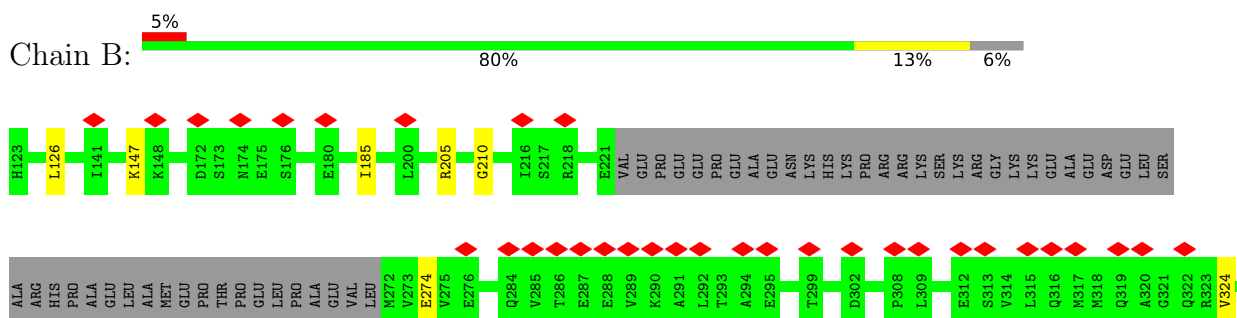 5%
Chain B:
80% 13% 6%
H123 L126 I141 K147 K148 D172 S173 N174 E175 S176 E180 I185 L200 R205 G210 I216 S217 R218 E221 VAL GLU PRO GLU GLU PRO GLU ALA GLU ASN LYS HIS LYS PRO ARG ARG LYS SER LYS ARG GLY LYS LYS GLU ALA GLU ASP GLU LEU SER
ALA ARG HIS PRO ALA GLU LEU ALA MET GLU PRO THR PRO GLU LEU PRO ALA GLU VAL LEU M272 V273 E274 V275 E276 Q284 V285 T286 E287 E288 V289 K290 A291 L292 T293 A294 E295 T299 D302 P308 L309 E312 S313 V314 L315 Q316 M317 M318 Q319 A320 G321 Q322 R323 V324